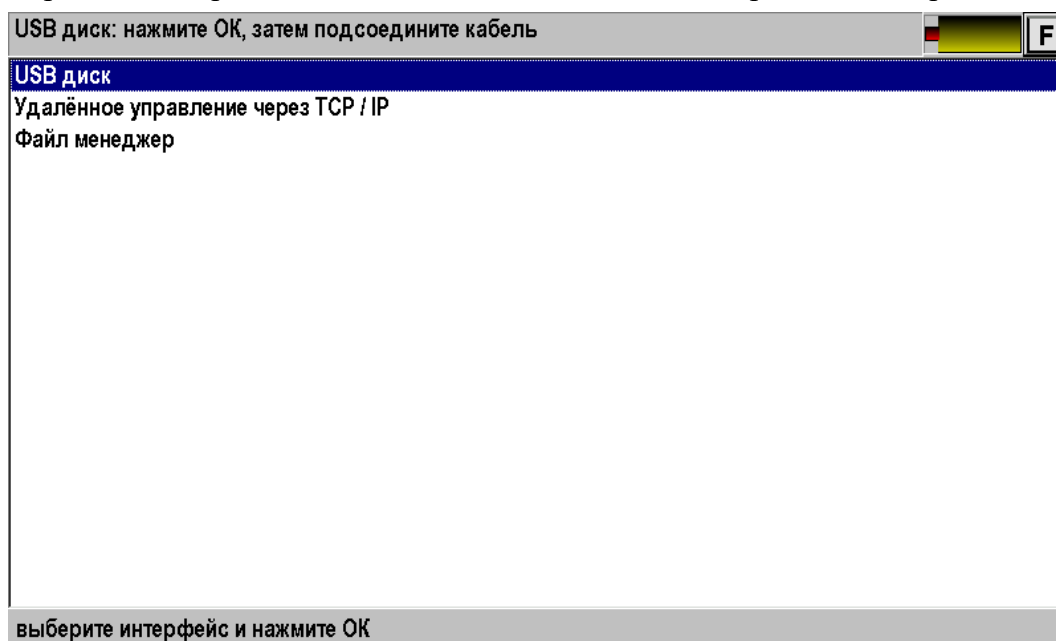 USB диск: нажмите ОК, затем подсоедините кабель
F
USB диск
Удалённое управление через TCP / IP
Файл менеджер
выберите интерфейс и нажмите ОК